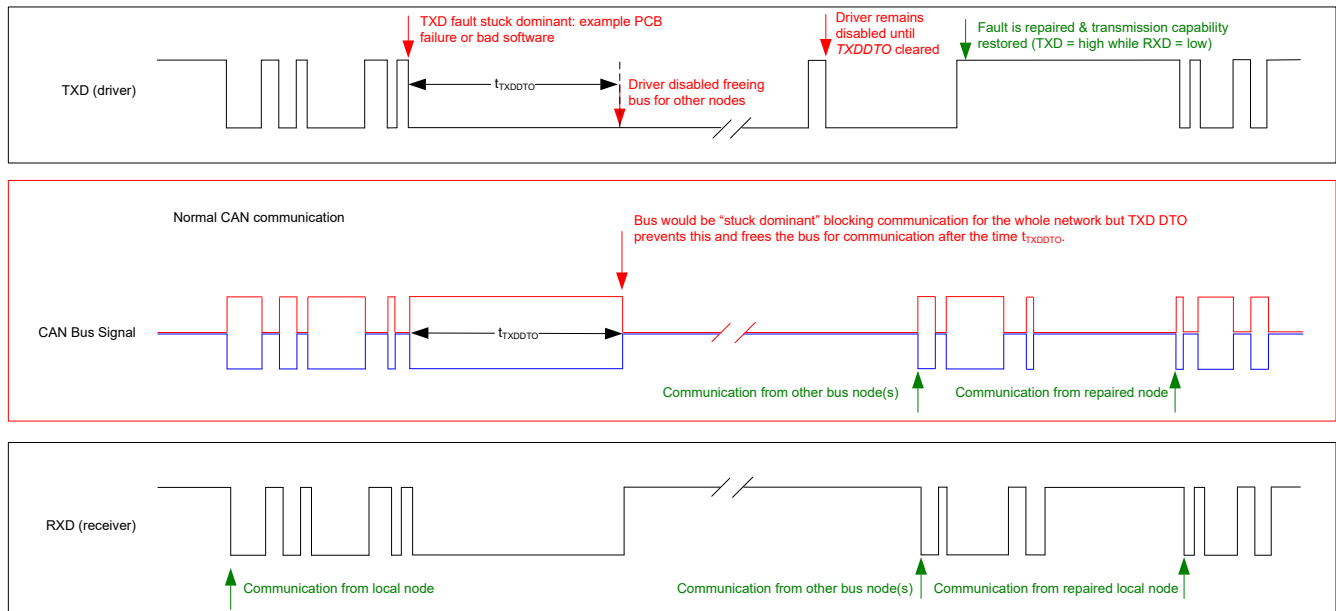 TXD fault stuck dominant: example PCB
failure or bad software
Driver remains
disabled until
TXDDTO cleared
Fault is repaired & transmission capability
restored (TXD = high while RXD = low)
TXD (driver)
tTXDDTO
Driver disabled freeing
bus for other nodes
Normal CAN communication
Bus would be “stuck dominant” blocking communication for the whole network but TXD DTO
prevents this and frees the bus for communication after the time tTXDDTO.
CAN Bus Signal
tTXDDTO
Communication from other bus node(s)
Communication from repaired node
RXD (receiver)
Communication from local node
Communication from other bus node(s)
Communication from repaired local node